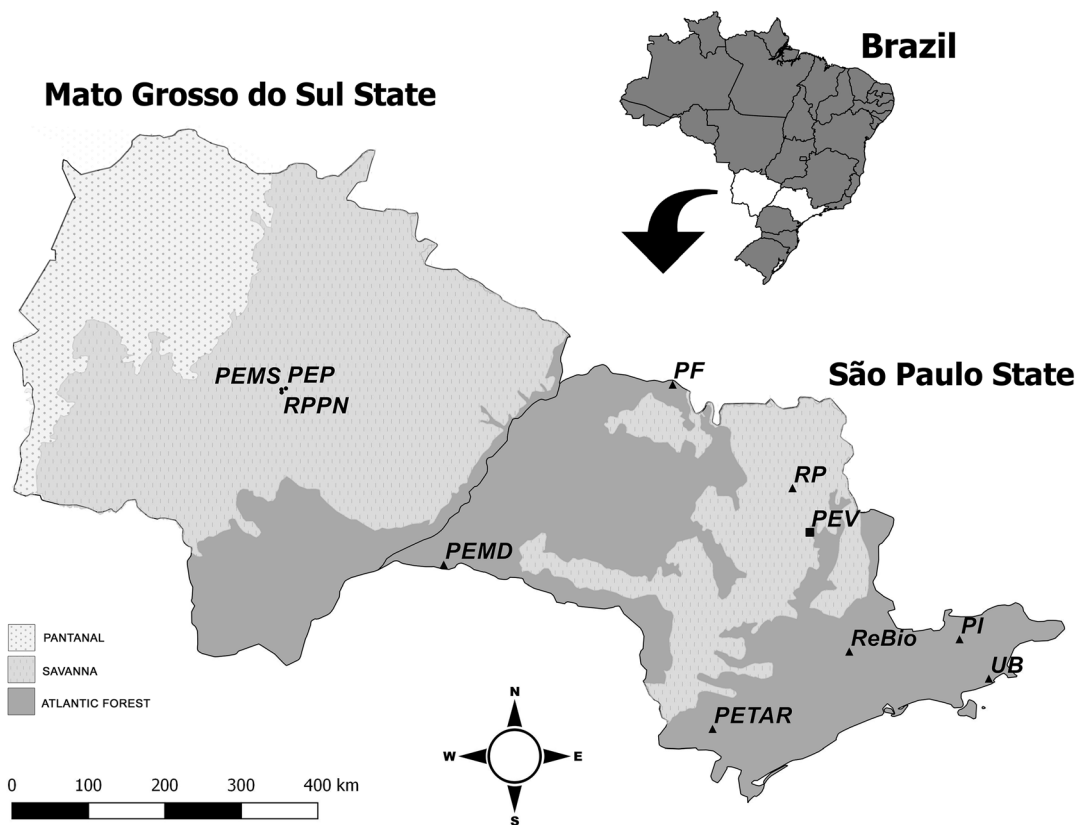 Brazil
Mato Grosso do Sul State
PEMS PEP
RPPN
PF
São Paulo State
RP
PEV
PEMD
ReBio
PI
UB
PETAR
PANTANAL
SAVANNA
ATLANTIC FOREST
N
W E
S
0 100 200 300 400 km